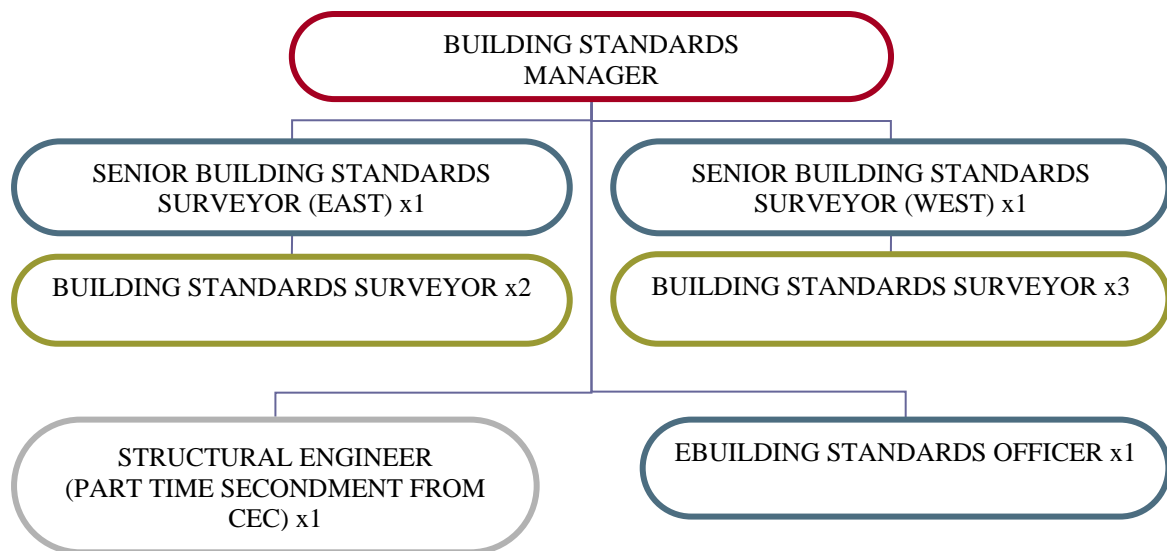 BUILDING STANDARDS
MANAGER
SENIOR BUILDING STANDARDS
SURVEYOR (EAST) x1
SENIOR BUILDING STANDARDS
SURVEYOR (WEST) x1
BUILDING STANDARDS SURVEYOR x2
BUILDING STANDARDS SURVEYOR x3
STRUCTURAL ENGINEER
(PART TIME SECONDMENT FROM
CEC) x1
EBUILDING STANDARDS OFFICER x1